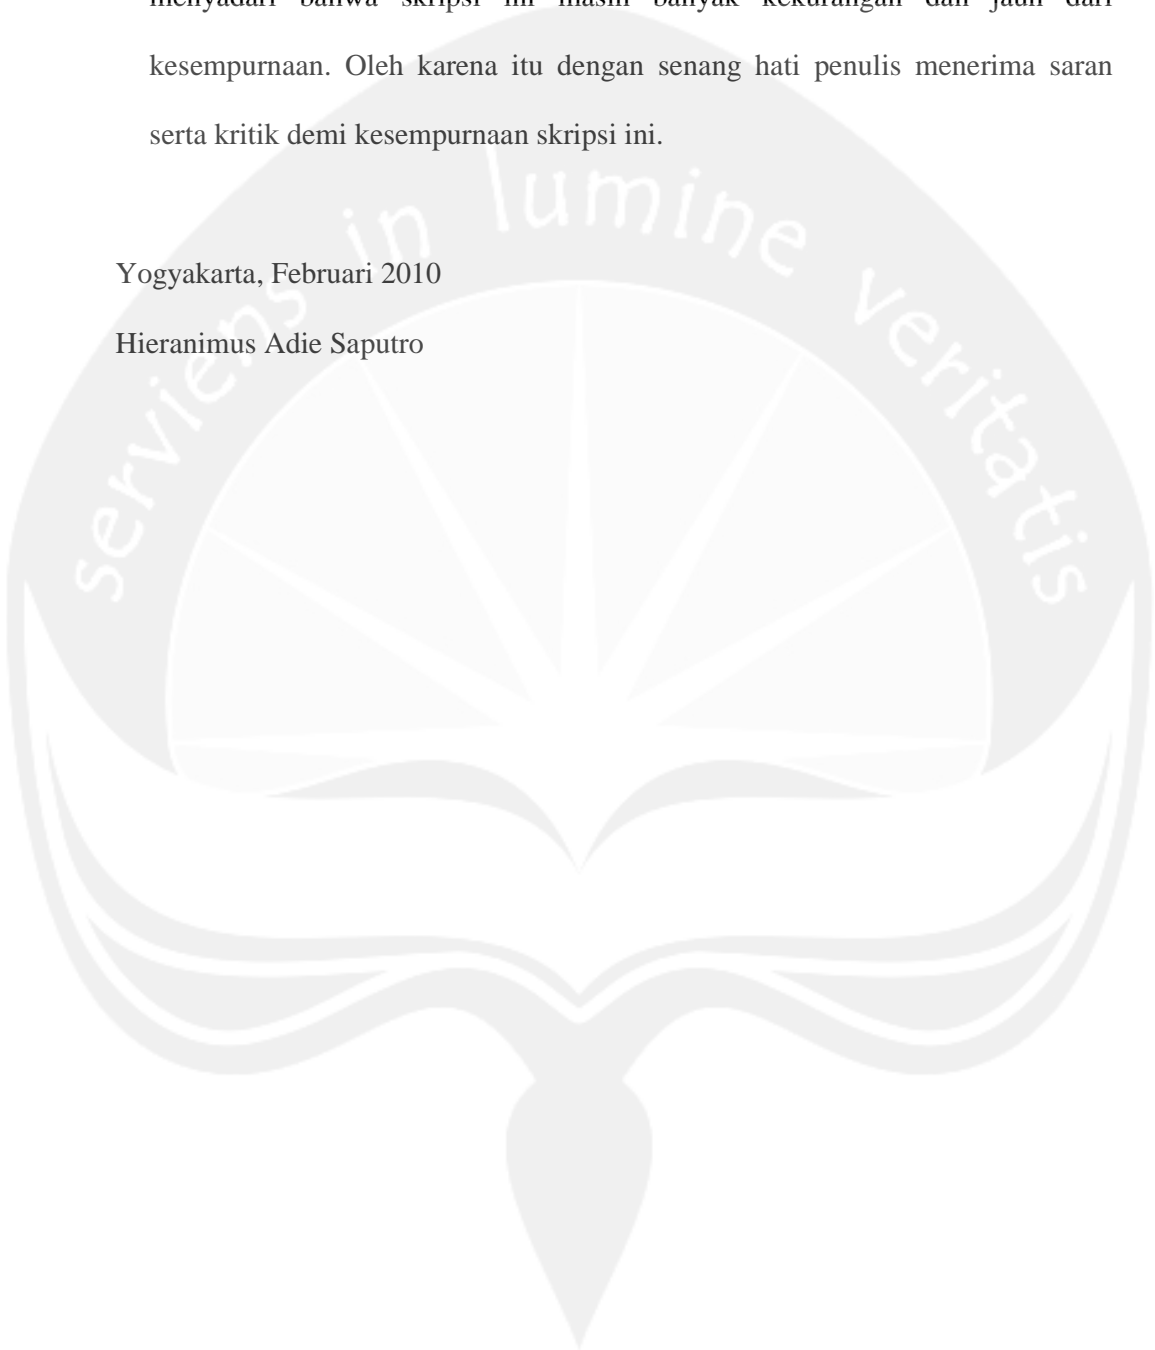 menyadari bahwa skripsi ini masih banyak kekurangan dan jauh dari
kesempurnaan. Oleh karena itu dengan senang hati penulis menerima saran
serta kritik demi kesempurnaan skripsi ini.
serviens in lumine veritatis
Yogyakarta, Februari 2010
Hieranimus Adie Saputro